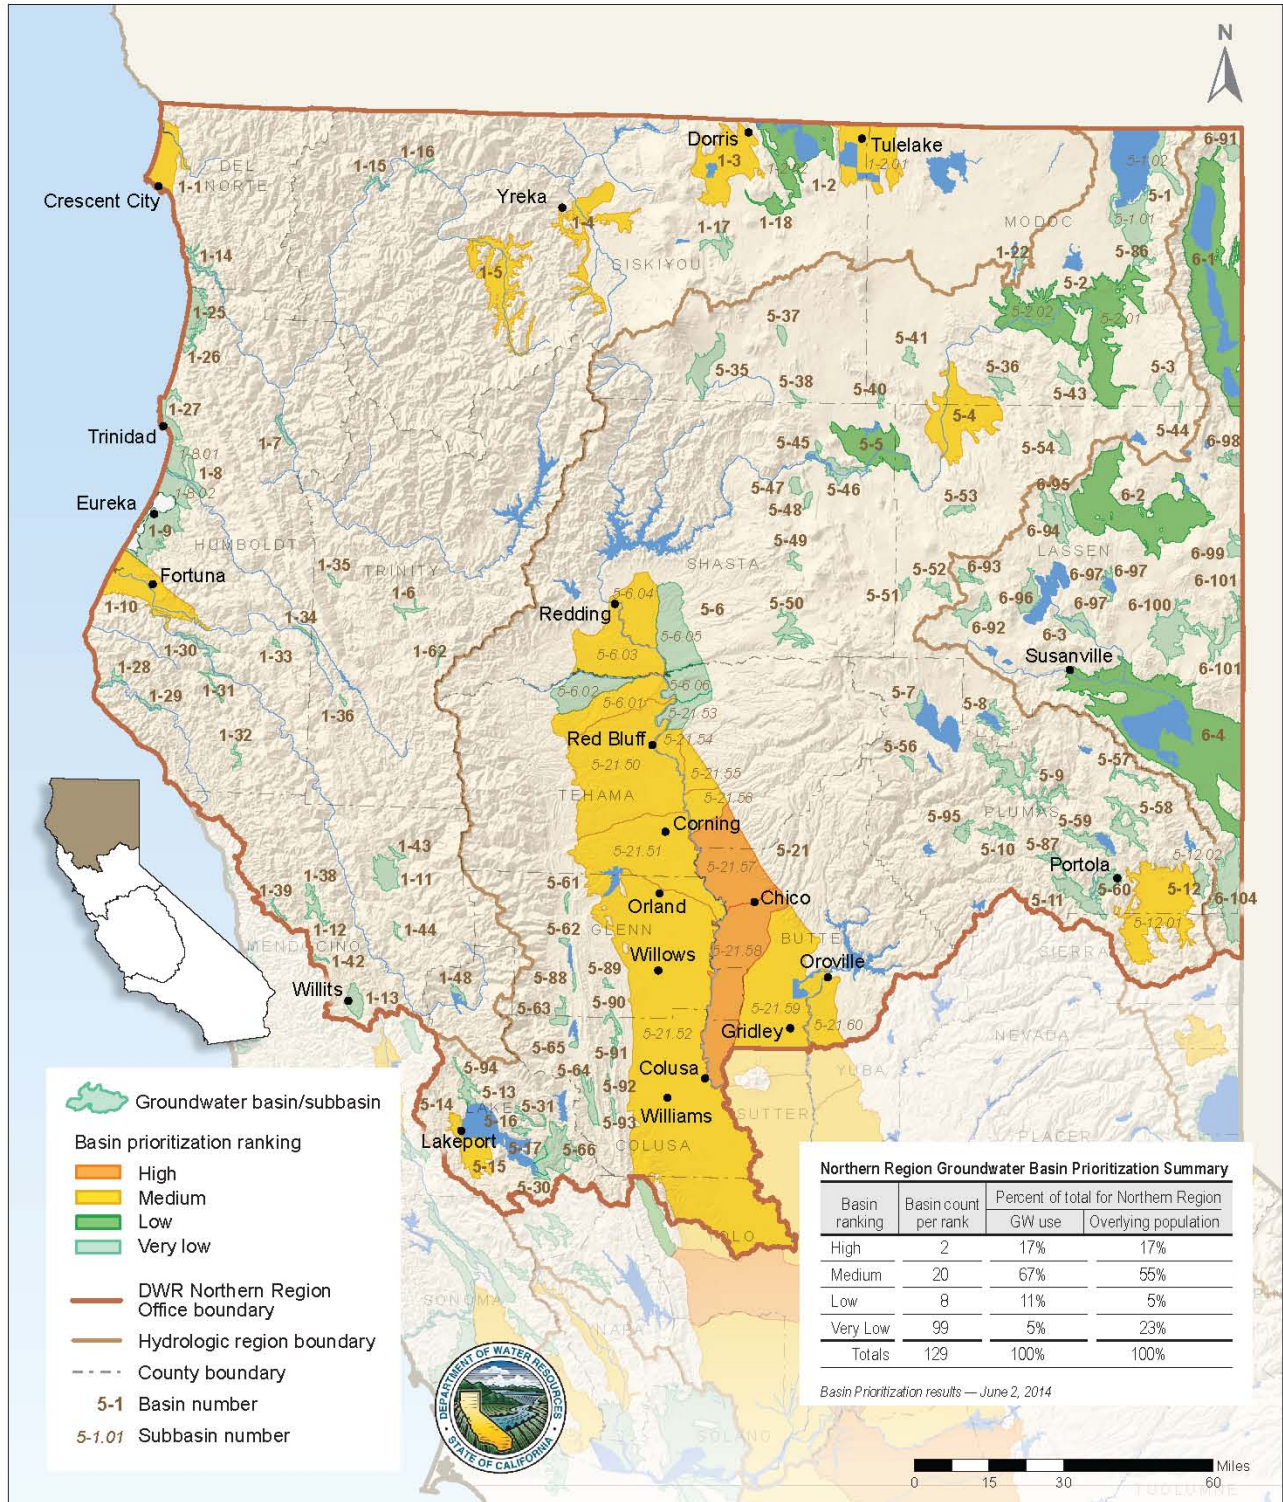 N
Dorris
Tulelake
6-91
1-16
1-15
DEL
NORTE
1-1
1-3
1-2.02
1-2.01
1-2
5-1.02
5-1
Crescent City
Yreka
1-4
1-17
1-18
MODOC
5-1.01
1-14
SISKIYOU
1-22
5-86
6-1
1-5
5-2
1-25
5-37
5-2.02
5-2.01
5-41
1-26
5-35
5-36
5-3
5-38
5-40
5-43
1-27
5-4
Trinidad
1-7
5-45
5-5
5-54
5-44
6-98
1-8.01
1-8
1-8.02
5-47
5-46
6-95
6-2
Eureka
5-48
5-53
1-9
6-94
HUMBOLDT
5-49
LASSEN
6-99
1-35
TRINITY
SHASTA
5-52
6-93
6-97
6-97
6-101
Fortuna
1-10
1-6
5-6.04
5-6
5-50
5-51
6-96
6-97
6-100
Redding
1-34
5-6.05
6-92
6-3
1-30
1-33
1-62
5-6.03
Susanville
6-101
1-28
1-29
1-31
5-6.02
5-6.06
5-7
5-8
1-36
5-6.01
5-21.53
6-4
1-32
Red Bluff
5-21.54
5-56
5-21.50
5-21.55
5-9
5-57
TEHAMA
5-21.56
5-58
PLUMAS
5-95
5-59
Corning
1-43
5-21.51
5-21.57
5-21
5-10
5-87
5-12.02
Portola
1-38
1-11
5-61
5-60
5-12
1-39
Orland
Chico
5-11
6-104
1-12
1-44
5-62
GLENN
BUTTE
5-12.01
MENDOCINO
5-21.58
SIERRA
1-42
Willows
Oroville
5-88
5-89
Willits
1-13
1-48
5-63
5-90
5-21.59
5-21.60
5-21.52
Gridley
NEVADA
5-65
5-91
5-94
5-64
Colusa
YUBA
5-13
5-92
5-14
LAKE
5-31
Williams
SUTTER
5-16
5-93
Lakeport
5-17
5-66
COLUSA
PLACER
5-15
5-30
Groundwater basin/subbasin
Basin prioritization ranking
High
Medium
Low
Very low
DWR Northern Region
Office boundary
Hydrologic region boundary
County boundary
5-1 Basin number
5-1.01 Subbasin number
SONOMA
NAPA
SOLANO
TUOLUMNE
DEPARTMENT OF WATER RESOURCES
STATE OF CALIFORNIA
Northern Region Groundwater Basin Prioritization Summary
Basin ranking Basin count per rank Percent of total for Northern Region
GW use Overlying population
High 2 17% 17%
Medium 20 67% 55%
Low 8 11% 5%
Very Low 99 5% 23%
Totals 129 100% 100%
Basin Prioritization results — June 2, 2014
Miles
0 15 30 60